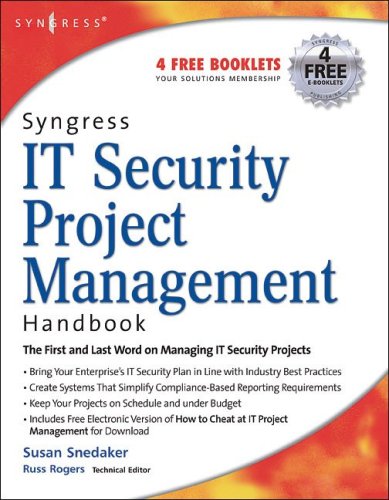 SYNGRESS®
4 FREE BOOKLETS
YOUR SOLUTIONS MEMBERSHIP
SYNGRESS
4
FREE
E-BOOKLETS
PUBLISHING
Syngress
IT Security
Project
Management
Handbook
The First and Last Word on Managing IT Security Projects
• Bring Your Enterprise's IT Security Plan in Line with Industry Best Practices
• Create Systems That Simplify Compliance-Based Reporting Requirements
• Keep Your Projects on Schedule and under Budget
• Includes Free Electronic Version of How to Cheat at IT Project
Management for Download
Susan Snedaker
Russ Rogers Technical Editor